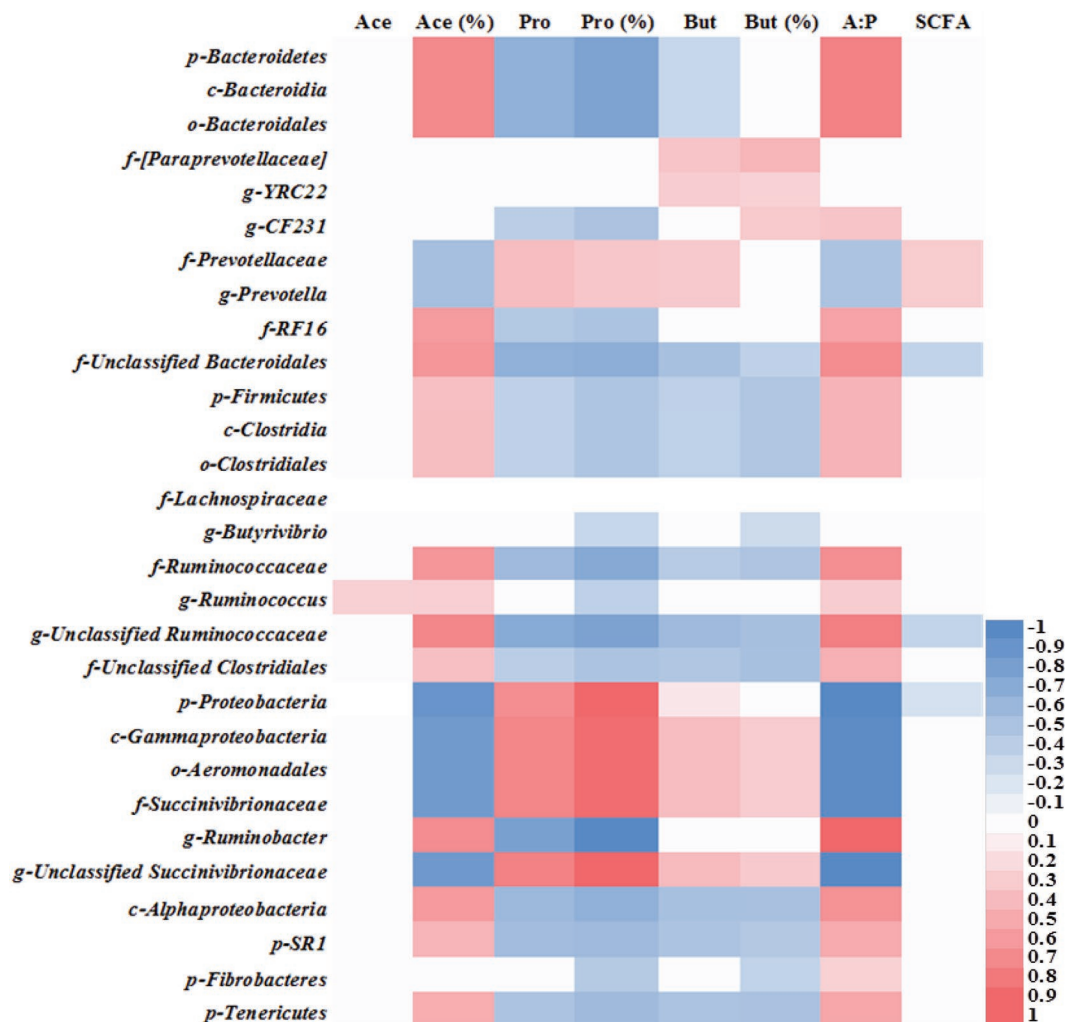 Ace Ace (%) Pro Pro (%) But But (%) A:P SCFA
p-Bacteroidetes
c-Bacteroidia
o-Bacteroidales
f-[Paraprevotellaceae]
g-YRC22
g-CF231
f-Prevotellaceae
g-Prevotella
f-RF16
f-Unclassified Bacteroidales
p-Firmicutes
c-Clostridia
o-Clostridiales
f-Lachnospiraceae
g-Butyrivibrio
f-Ruminococcaceae
g-Ruminococcus
g-Unclassified Ruminococcaceae
f-Unclassified Clostridiales
p-Proteobacteria
c-Gammaproteobacteria
o-Aeromonadales
f-Succinivibrionaceae
g-Ruminobacter
g-Unclassified Succinivibrionaceae
c-Alphaproteobacteria
p-SR1
p-Fibrobacteres
p-Tenericutes
-1
-0.9
-0.8
-0.7
-0.6
-0.5
-0.4
-0.3
-0.2
-0.1
0
0.1
0.2
0.3
0.4
0.5
0.6
0.7
0.8
0.9
1